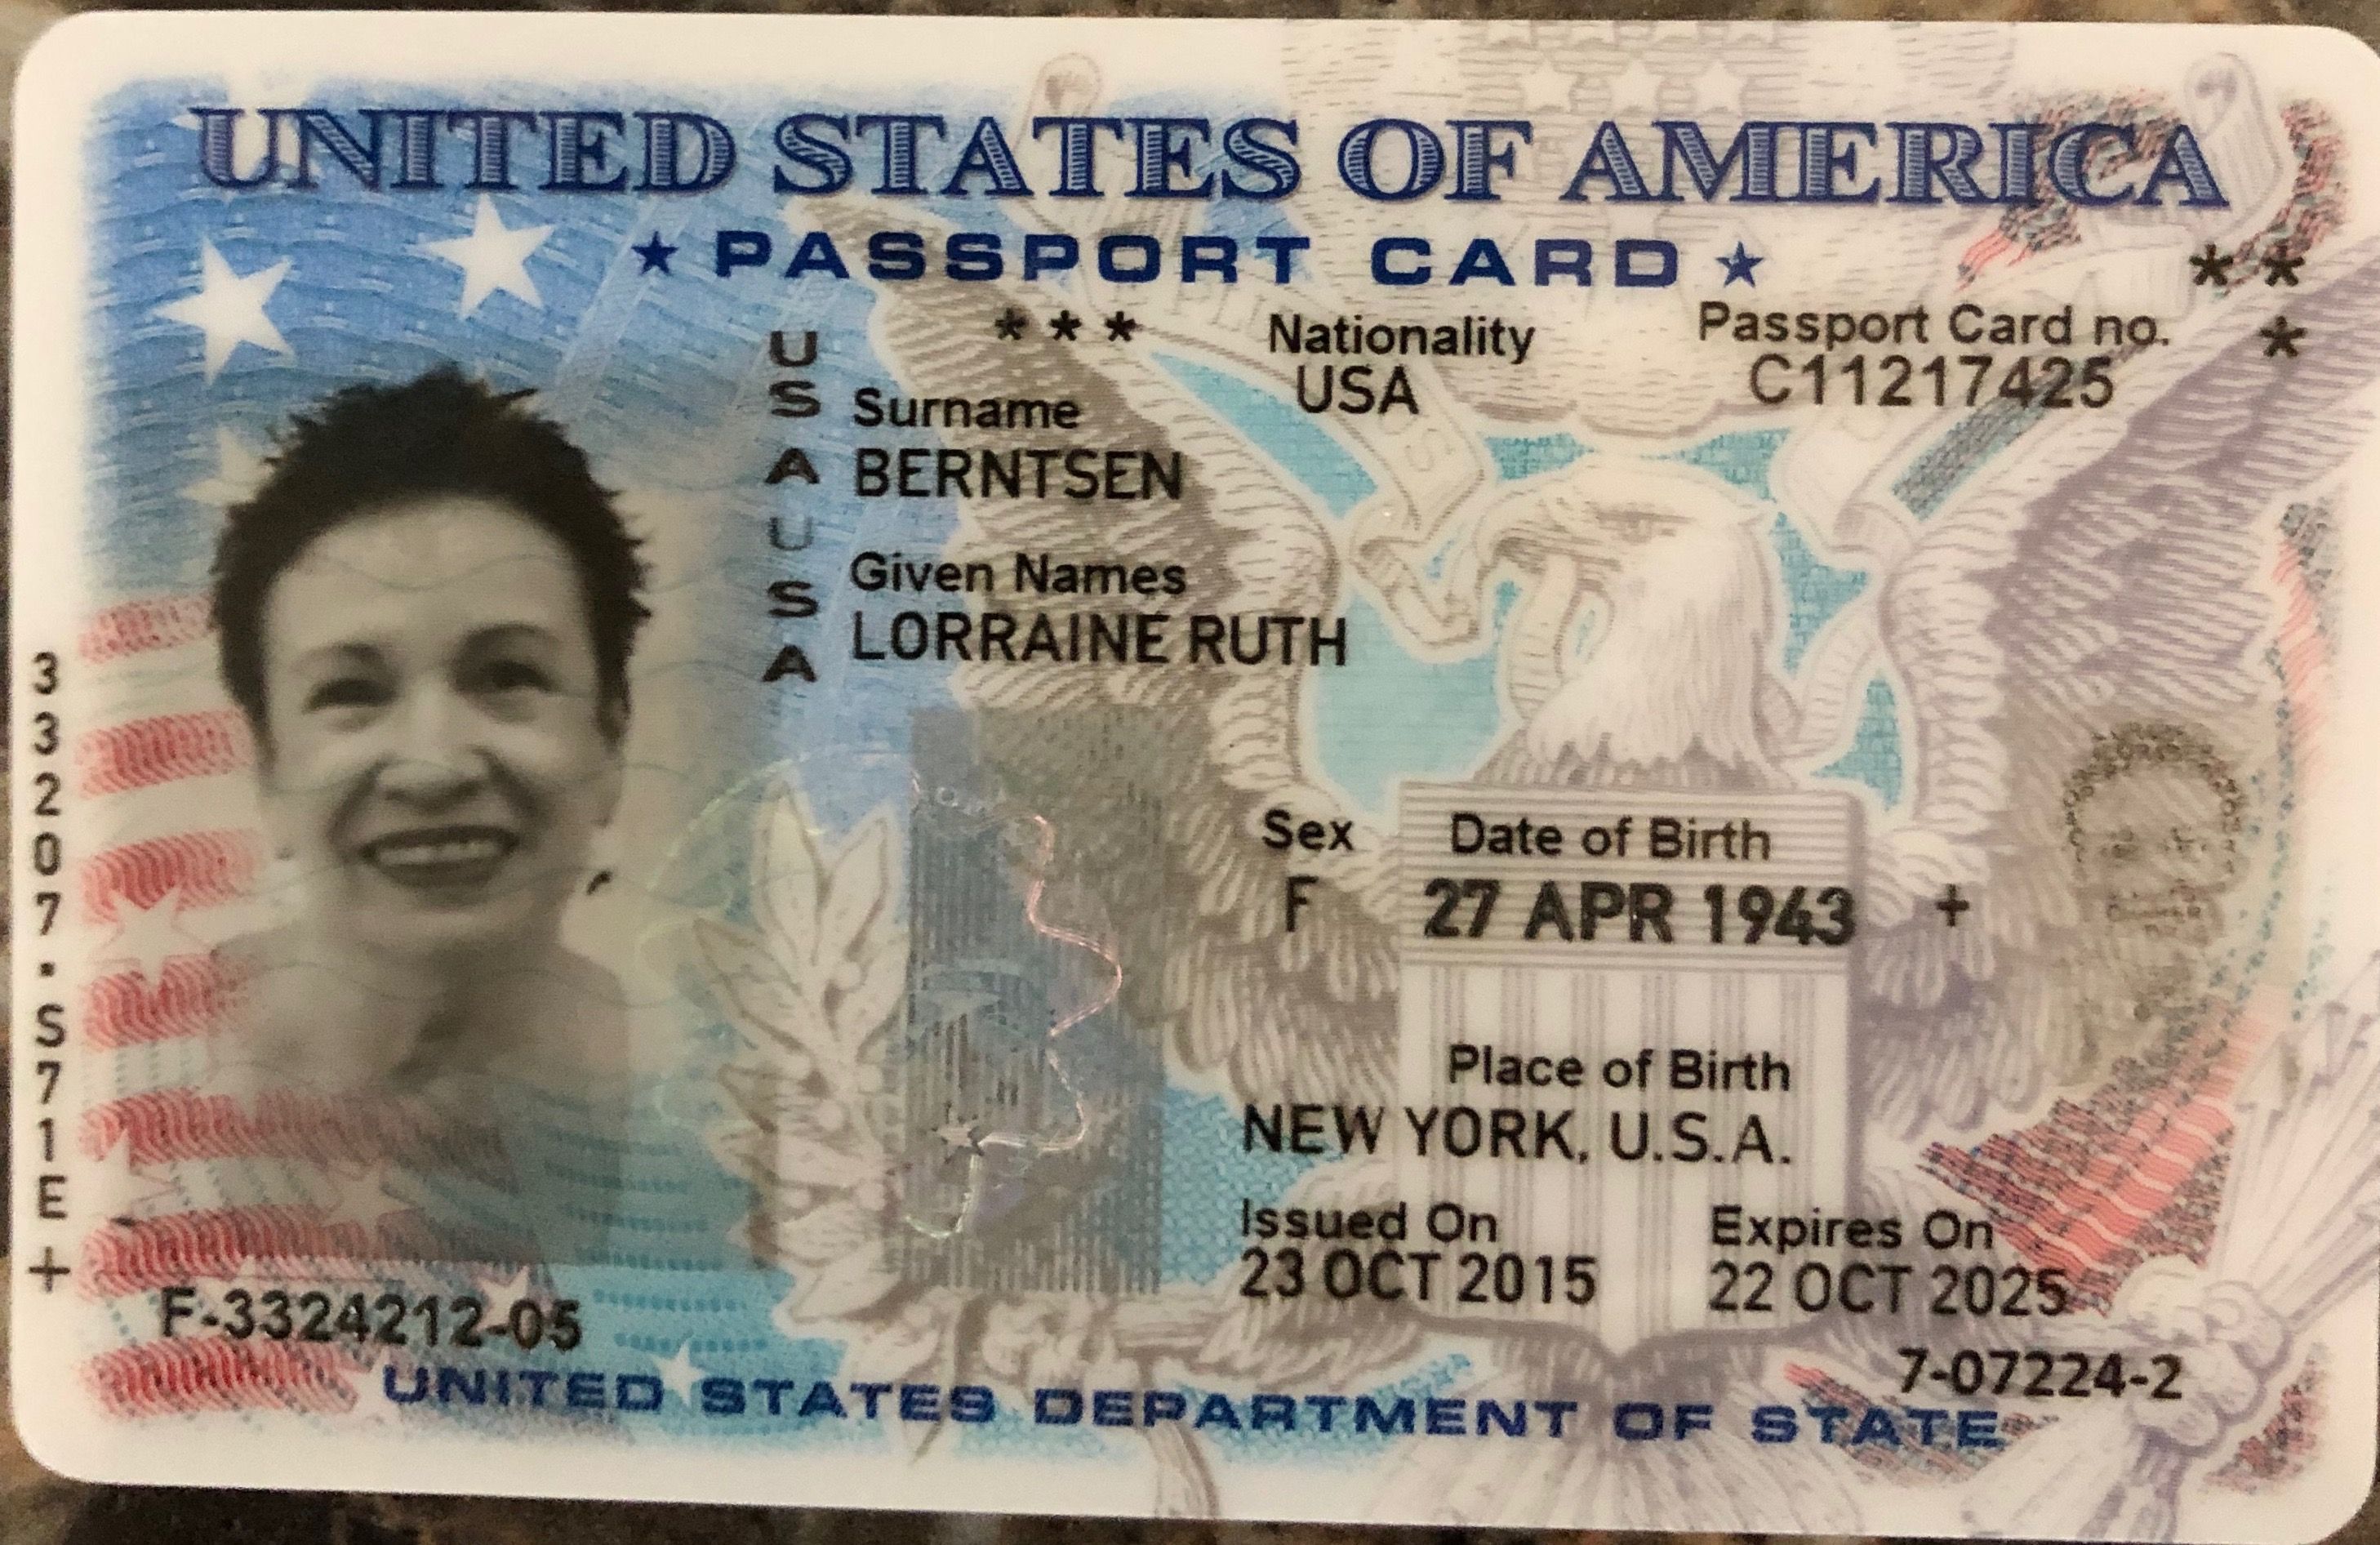 UNITED STATES OF AMERICA
★ PASSPORT CARD ★
USAUSA
* * *
Nationality
USA
Passport Card no.
C11217425
* *
*
Surname
BERNTSEN
Given Names
LORRAINE RUTH
Sex
F
Date of Birth
27 APR 1943
+
Place of Birth
NEW YORK, U.S.A.
Issued On
23 OCT 2015
Expires On
22 OCT 2025
33207•S71E+
F-3324212-05
7-07224-2
UNITED STATES DEPARTMENT OF STATE